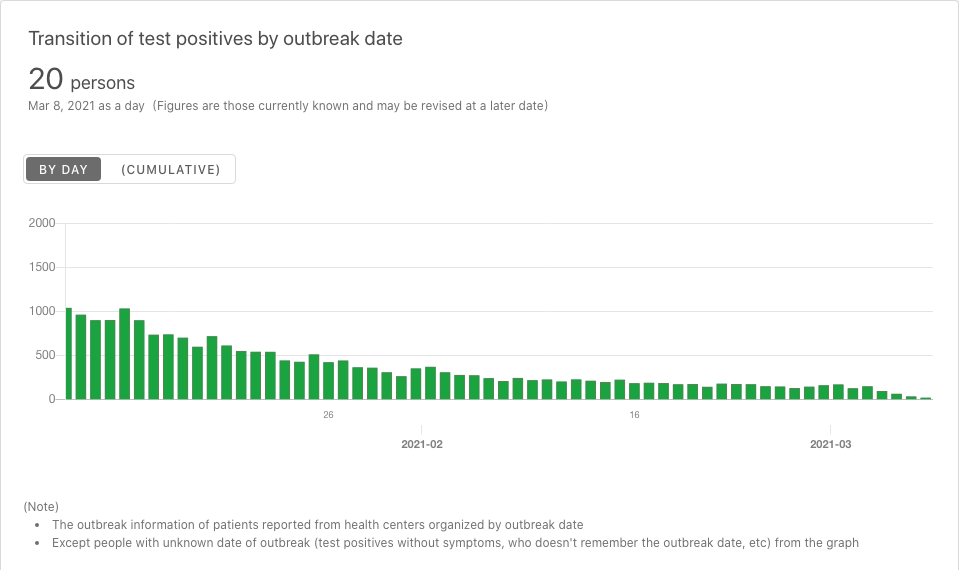 Transition of test positives by outbreak date
20 persons
Mar 8, 2021 as a day (Figures are those currently known and may be revised at a later date)
BY DAY (CUMULATIVE)
2000
1500
1000
500
0
26 16
2021-02 2021-03
(Note)
• The outbreak information of patients reported from health centers organized by outbreak date
• Except people with unknown date of outbreak (test positives without symptoms, who doesn't remember the outbreak date, etc) from the graph